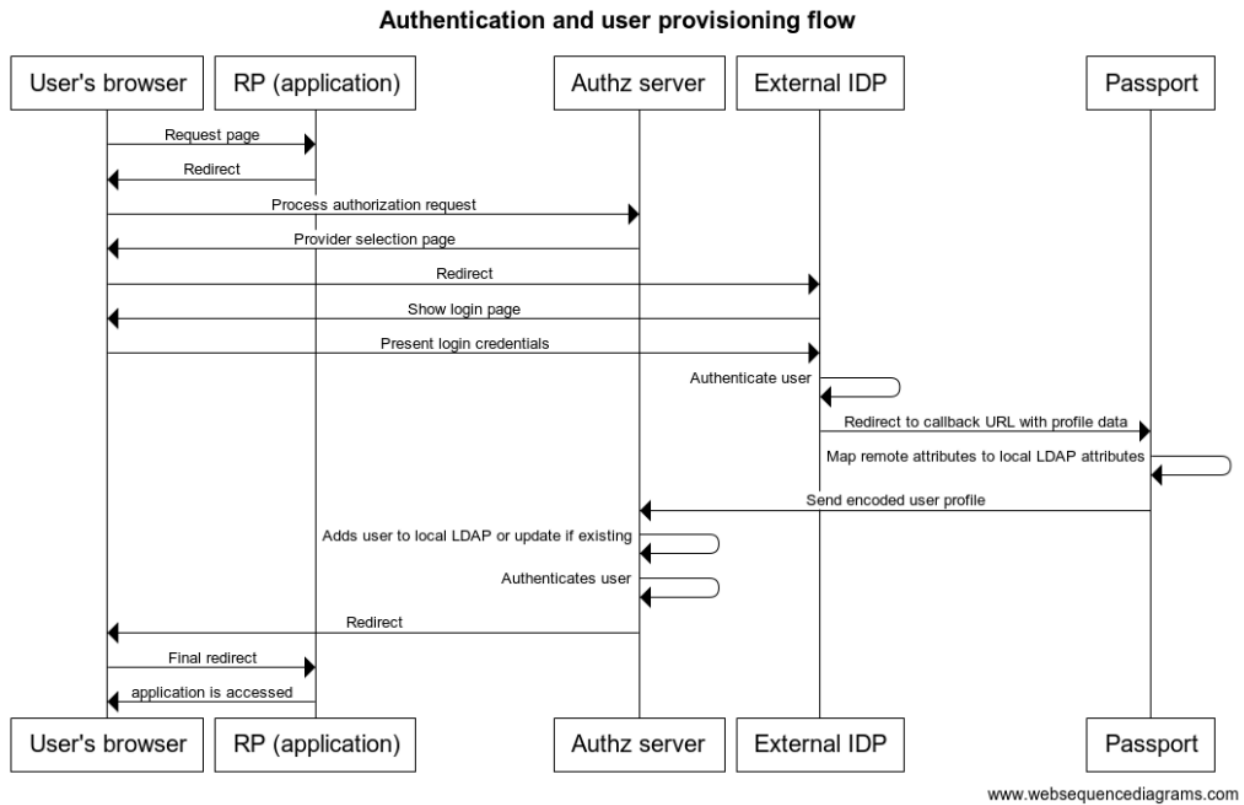 Authentication and user provisioning flow
User's browser
RP (application)
Authz server
External IDP
Passport
Request page
Redirect
Process authorization request
Provider selection page
Redirect
Show login page
Present login credentials
Authenticate user
Redirect to callback URL with profile data
Map remote attributes to local LDAP attributes
Send encoded user profile
Adds user to local LDAP or update if existing
Authenticates user
Redirect
Final redirect
application is accessed
User's browser
RP (application)
Authz server
External IDP
Passport
www.websequencediagrams.com